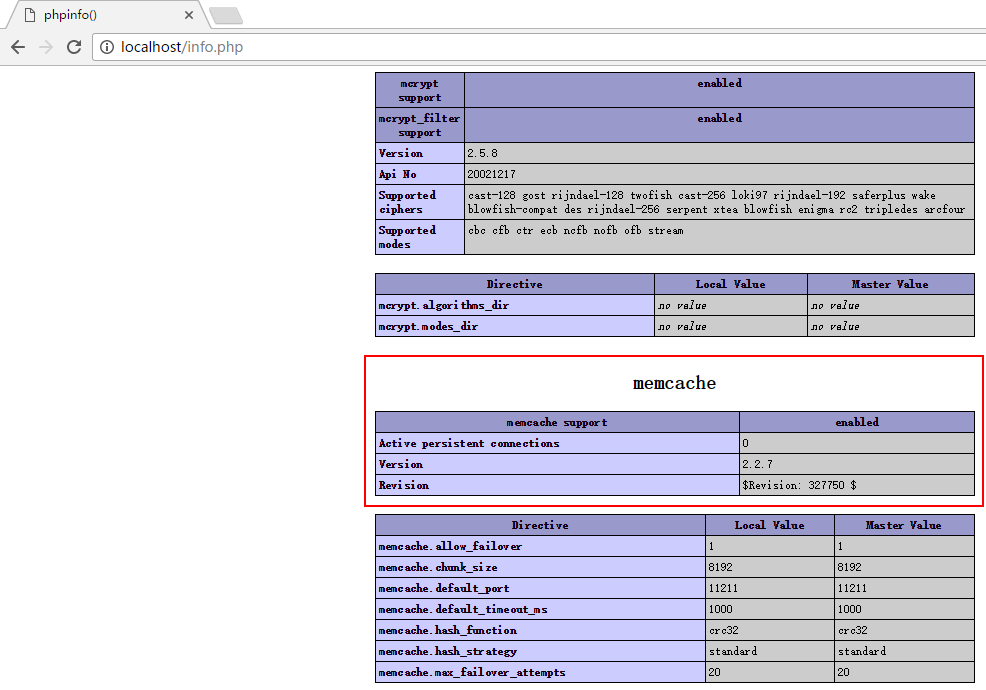 phpinfo()
localhost/info.php
mcrypt
support
enabled
mcrypt_filter
support
enabled
Version
2.5.8
Api No
20021217
Supported
ciphers
cast-128 gost rijndael-128 twofish cast-256 loki97 rijndael-192 saferplus wake
blowfish-compat des rijndael-256 serpent xtea blowfish enigma rc2 tripledes arcfour
Supported
modes
cbc cfb ctr ecb ncfb nofb ofb stream
Directive Local Value Master Value
mcrypt.algorithms_dir no value no value
mcrypt.modes_dir no value no value
memcache
memcache support enabled
Active persistent connections 0
Version 2.2.7
Revision $Revision: 327750 $
Directive Local Value Master Value
memcache.allow_failover 1 1
memcache.chunk_size 8192 8192
memcache.default_port 11211 11211
memcache.default_timeout_ms 1000 1000
memcache.hash_function crc32 crc32
memcache.hash_strategy standard standard
memcache.max_failover_attempts 20 20